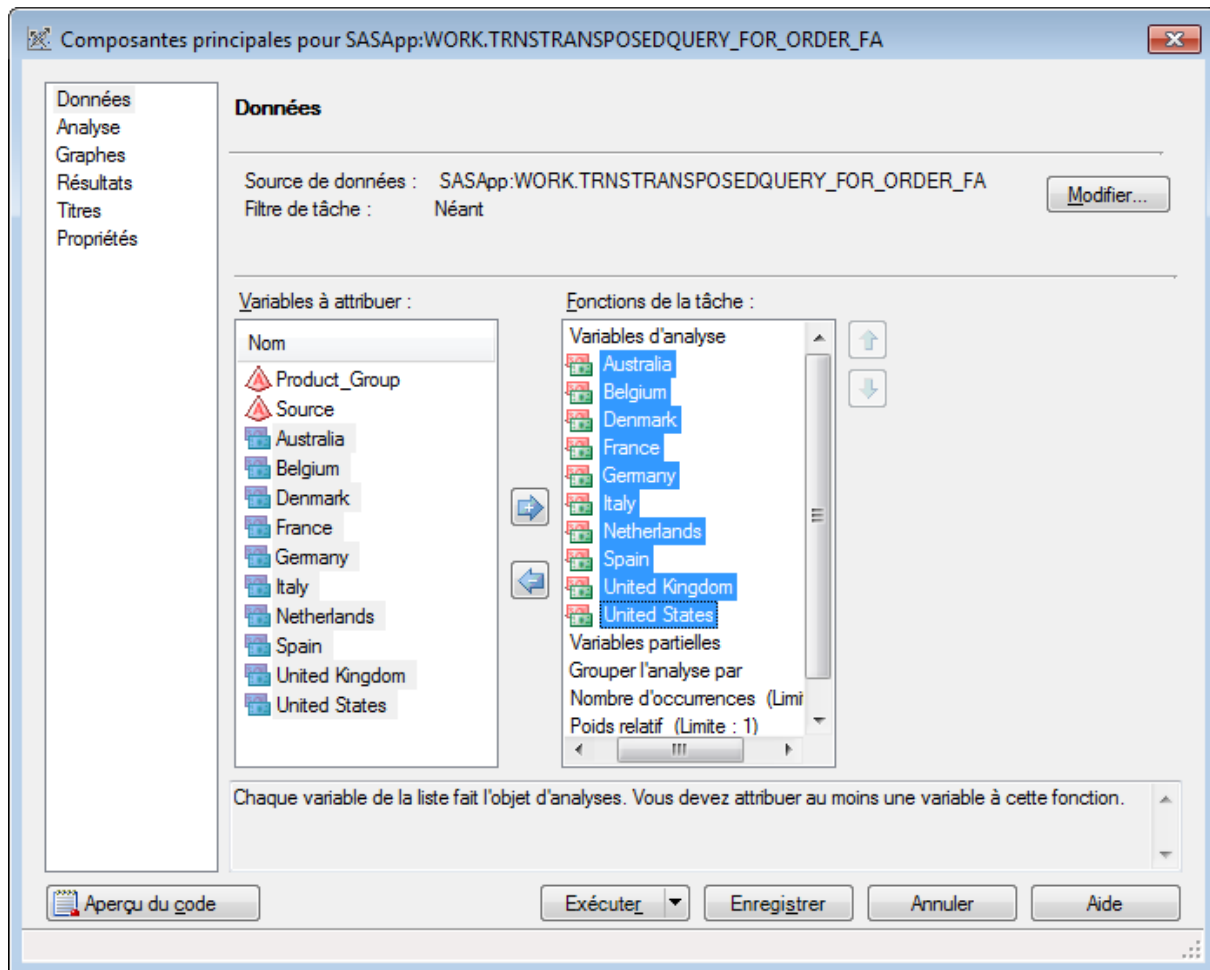 Composantes principales pour SASApp:WORK.TRNSTRANSPOSEDQUERY_FOR_ORDER_FA
Données
Analyse
Graphes
Résultats
Titres
Propriétés
Données
Source de données : SASApp:WORK.TRNSTRANSPOSEDQUERY_FOR_ORDER_FA
Filtre de tâche : Néant
Modifier...
Variables à attribuer :
Nom
Product_Group
Source
Australia
Belgium
Denmark
France
Germany
Italy
Netherlands
Spain
United Kingdom
United States
Fonctions de la tâche :
Variables d'analyse
Australia
Belgium
Denmark
France
Germany
Italy
Netherlands
Spain
United Kingdom
United States
Variables partielles
Grouper l'analyse par
Nombre d'occurrences (Limi
Poids relatif (Limite : 1)
Chaque variable de la liste fait l'objet d'analyses. Vous devez attribuer au moins une variable à cette fonction.
Aperçu du code
Exécuter
Enregistrer
Annuler
Aide